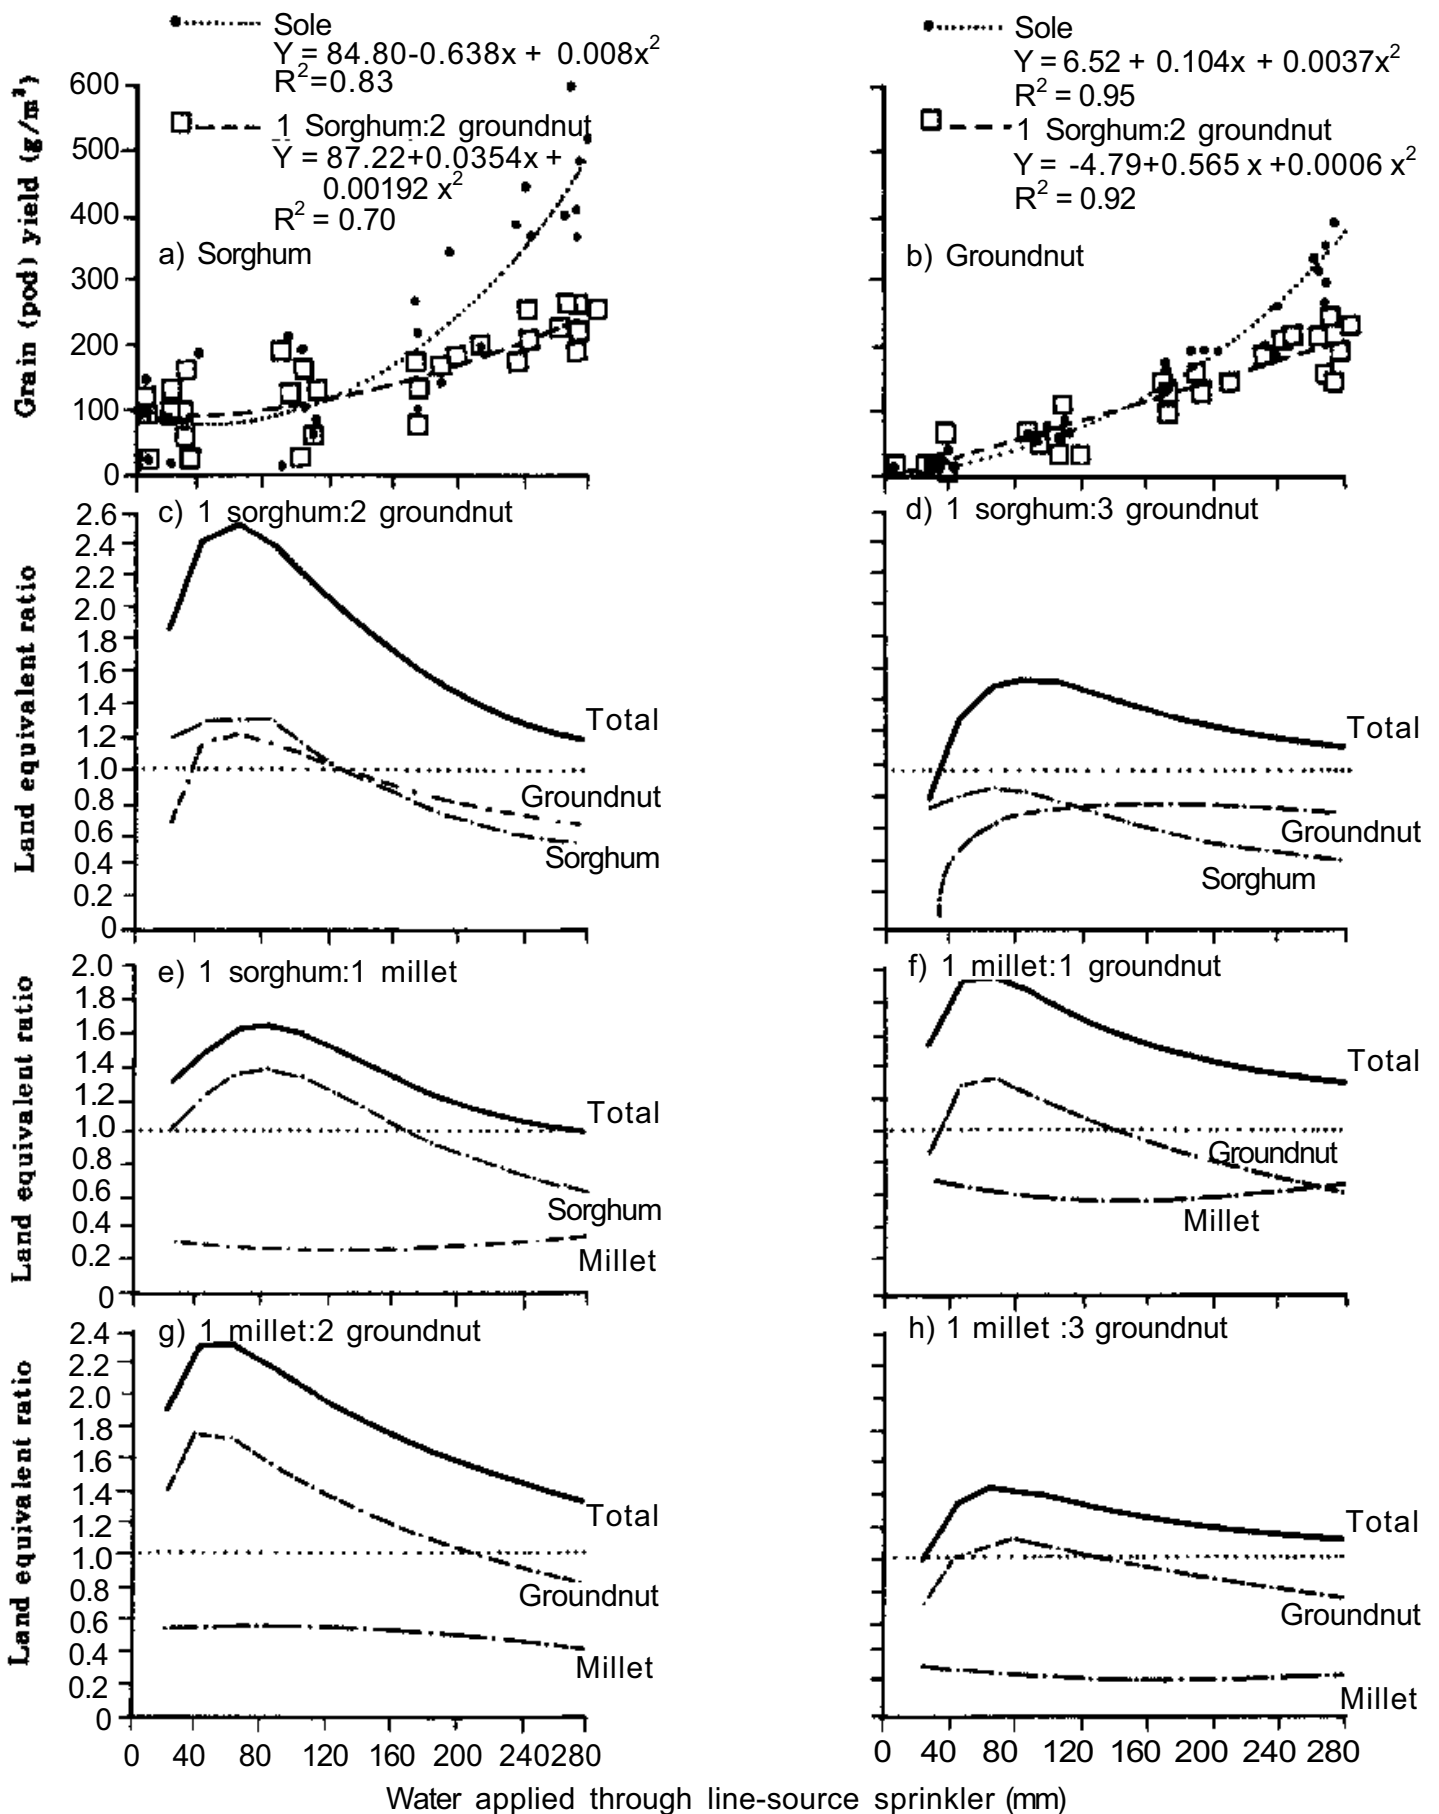 Sole
Y = 84.80-0.638x + 0.008x²
R²=0.83
1 Sorghum:2 groundnut
Y = 87.22+0.0354x +
0.00192 x²
R² = 0.70
a) Sorghum
Grain (pod) yield (g/m²)
600
500
400
300
200
100
0
Sole
Y = 6.52 + 0.104x + 0.0037x²
R² = 0.95
1 Sorghum:2 groundnut
Y = -4.79+0.565 x +0.0006 x²
R² = 0.92
b) Groundnut
c) 1 sorghum:2 groundnut
Land equivalent ratio
2.6
2.4
2.2
2.0
1.8
1.6
1.4
1.2
1.0
0.8
0.6
0.4
0.2
0
Total
Groundnut
Sorghum
d) 1 sorghum:3 groundnut
Total
Groundnut
Sorghum
e) 1 sorghum:1 millet
Land equivalent ratio
2.0
1.8
1.6
1.4
1.2
1.0
0.8
0.6
0.4
0.2
0
Total
Sorghum
Millet
f) 1 millet:1 groundnut
Total
Groundnut
Millet
g) 1 millet:2 groundnut
Land equivalent ratio
2.4
2.2
2.0
1.8
1.6
1.4
1.2
1.0
0.8
0.6
0.4
0.2
0
Total
Groundnut
Millet
0 40 80 120 160 200 240 280
h) 1 millet :3 groundnut
Total
Groundnut
Millet
0 40 80 120 160 200 240 280
Water applied through line-source sprinkler (mm)